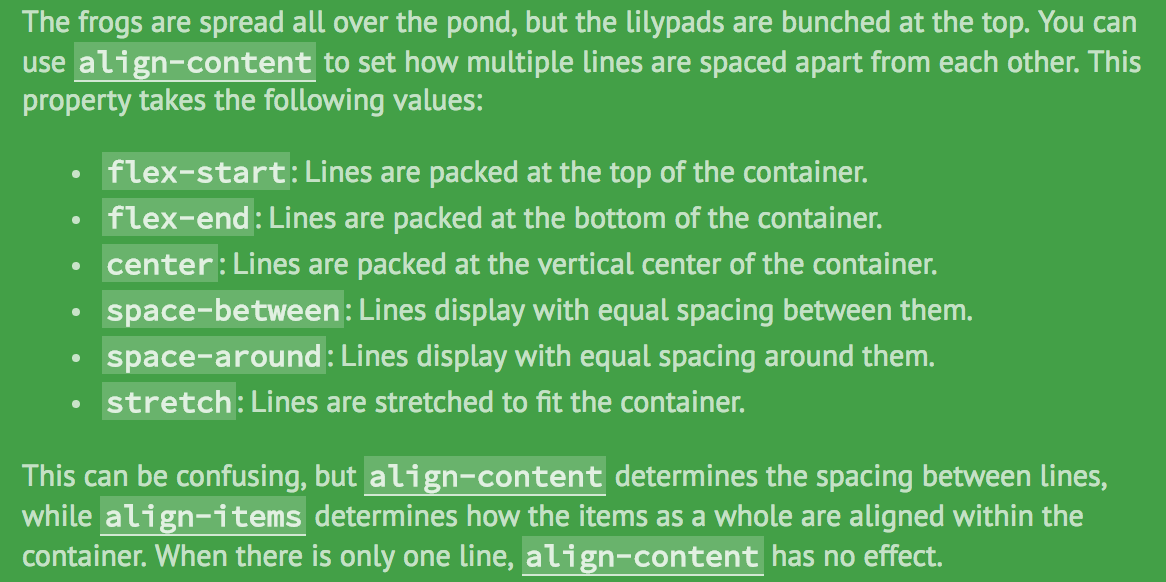 The frogs are spread all over the pond, but the lilypads are bunched at the top. You can
use align-content to set how multiple lines are spaced apart from each other. This
property takes the following values:
• flex-start: Lines are packed at the top of the container.
• flex-end: Lines are packed at the bottom of the container.
• center: Lines are packed at the vertical center of the container.
• space-between: Lines display with equal spacing between them.
• space-around: Lines display with equal spacing around them.
• stretch: Lines are stretched to fit the container.
This can be confusing, but align-content determines the spacing between lines,
while align-items determines how the items as a whole are aligned within the
container. When there is only one line, align-content has no effect.